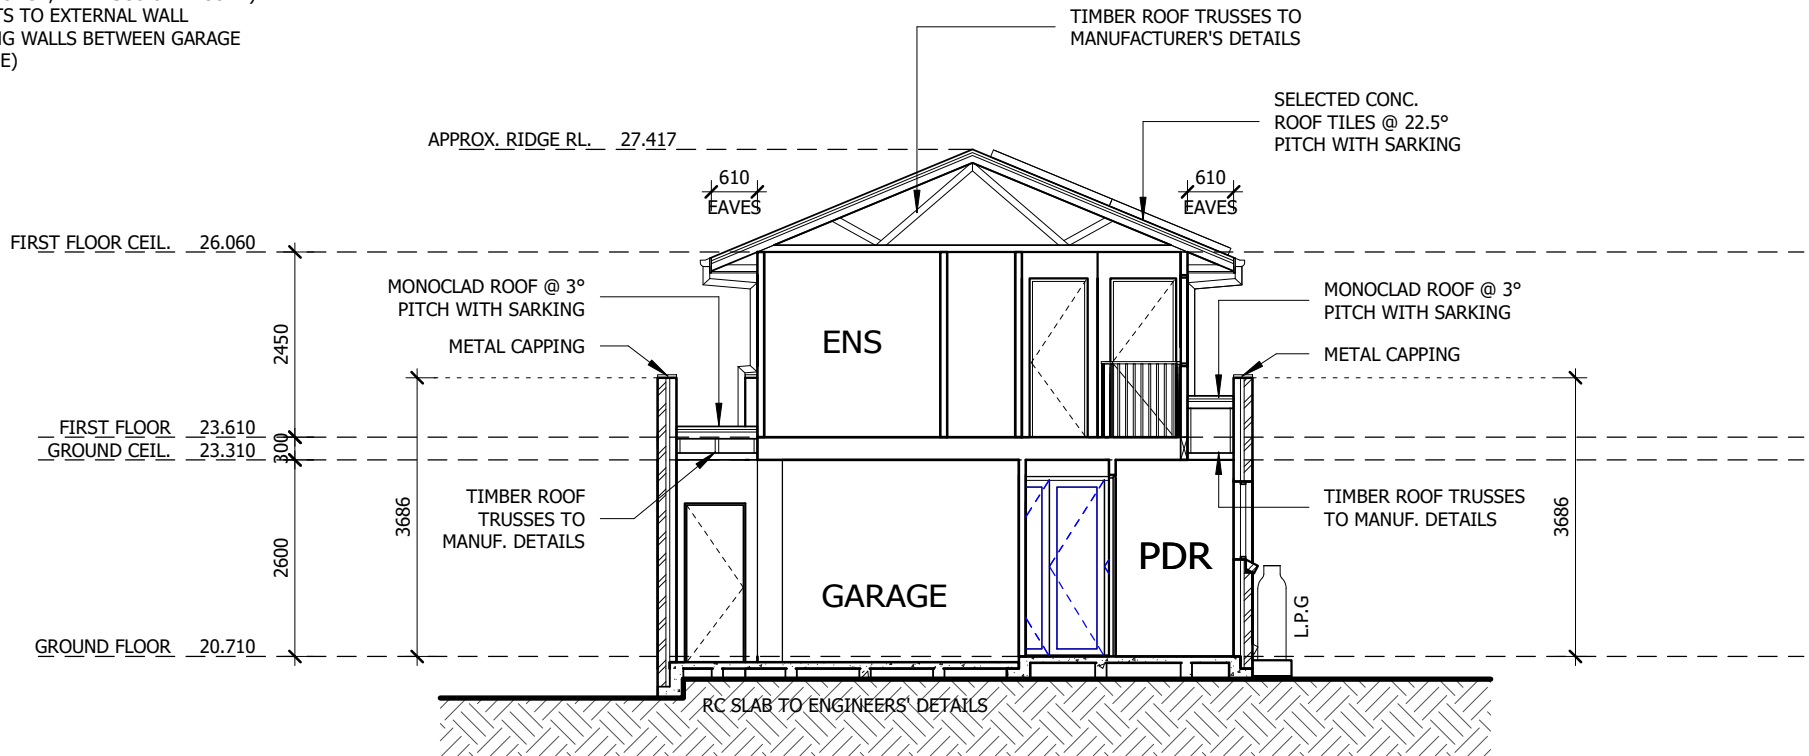 TS TO EXTERNAL WALL
NG WALLS BETWEEN GARAGE
E)
TIMBER ROOF TRUSSES TO
MANUFACTURER'S DETAILS
SELECTED CONC.
ROOF TILES @ 22.5°
PITCH WITH SARKING
APPROX. RIDGE RL. 27.417
610
EAVES
610
EAVES
FIRST FLOOR CEIL. 26.060
MONOCLAD ROOF @ 3°
PITCH WITH SARKING
METAL CAPPING
MONOCLAD ROOF @ 3°
PITCH WITH SARKING
METAL CAPPING
2450
ENS
FIRST FLOOR 23.610
300
GROUND CEIL. 23.310
TIMBER ROOF
TRUSSES TO
MANUF. DETAILS
TIMBER ROOF TRUSSES
TO MANUF. DETAILS
3686
3686
2600
GARAGE
PDR
L.P.G
GROUND FLOOR 20.710
RC SLAB TO ENGINEERS' DETAILS